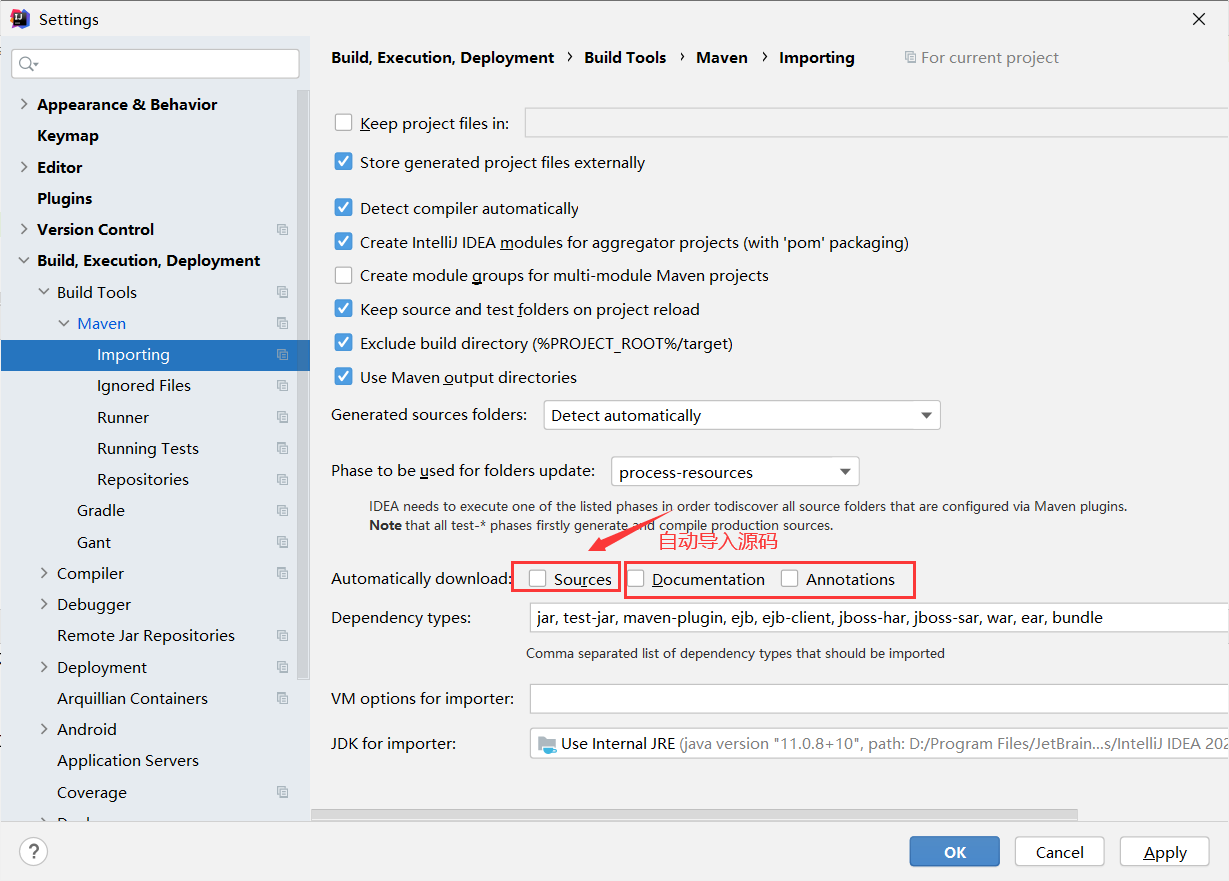 Settings
Build, Execution, Deployment › Build Tools › Maven › Importing For current project
Appearance & Behavior
Keymap
Editor
Plugins
Version Control
Build, Execution, Deployment
Build Tools
Maven
Importing
Ignored Files
Runner
Running Tests
Repositories
Gradle
Gant
Compiler
Debugger
Remote Jar Repositories
Deployment
Arquillian Containers
Android
Application Servers
Coverage
Keep project files in:
Store generated project files externally
Detect compiler automatically
Create IntelliJ IDEA modules for aggregator projects (with 'pom' packaging)
Create module groups for multi-module Maven projects
Keep source and test folders on project reload
Exclude build directory (%PROJECT_ROOT%/target)
Use Maven output directories
Generated sources folders: Detect automatically
Phase to be used for folders update: process-resources
IDEA needs to execute one of the listed phases in order todiscover all source folders that are configured via Maven plugins.
Note that all test-* phases firstly generate and compile production sources.
自动导入源码
Automatically download: Sources Documentation Annotations
Dependency types: jar, test-jar, maven-plugin, ejb, ejb-client, jboss-har, jboss-sar, war, ear, bundle
Comma separated list of dependency types that should be imported
VM options for importer:
JDK for importer: Use Internal JRE (java version "11.0.8+10", path: D:/Program Files/JetBrain...s/IntelliJ IDEA 202
? OK Cancel Apply